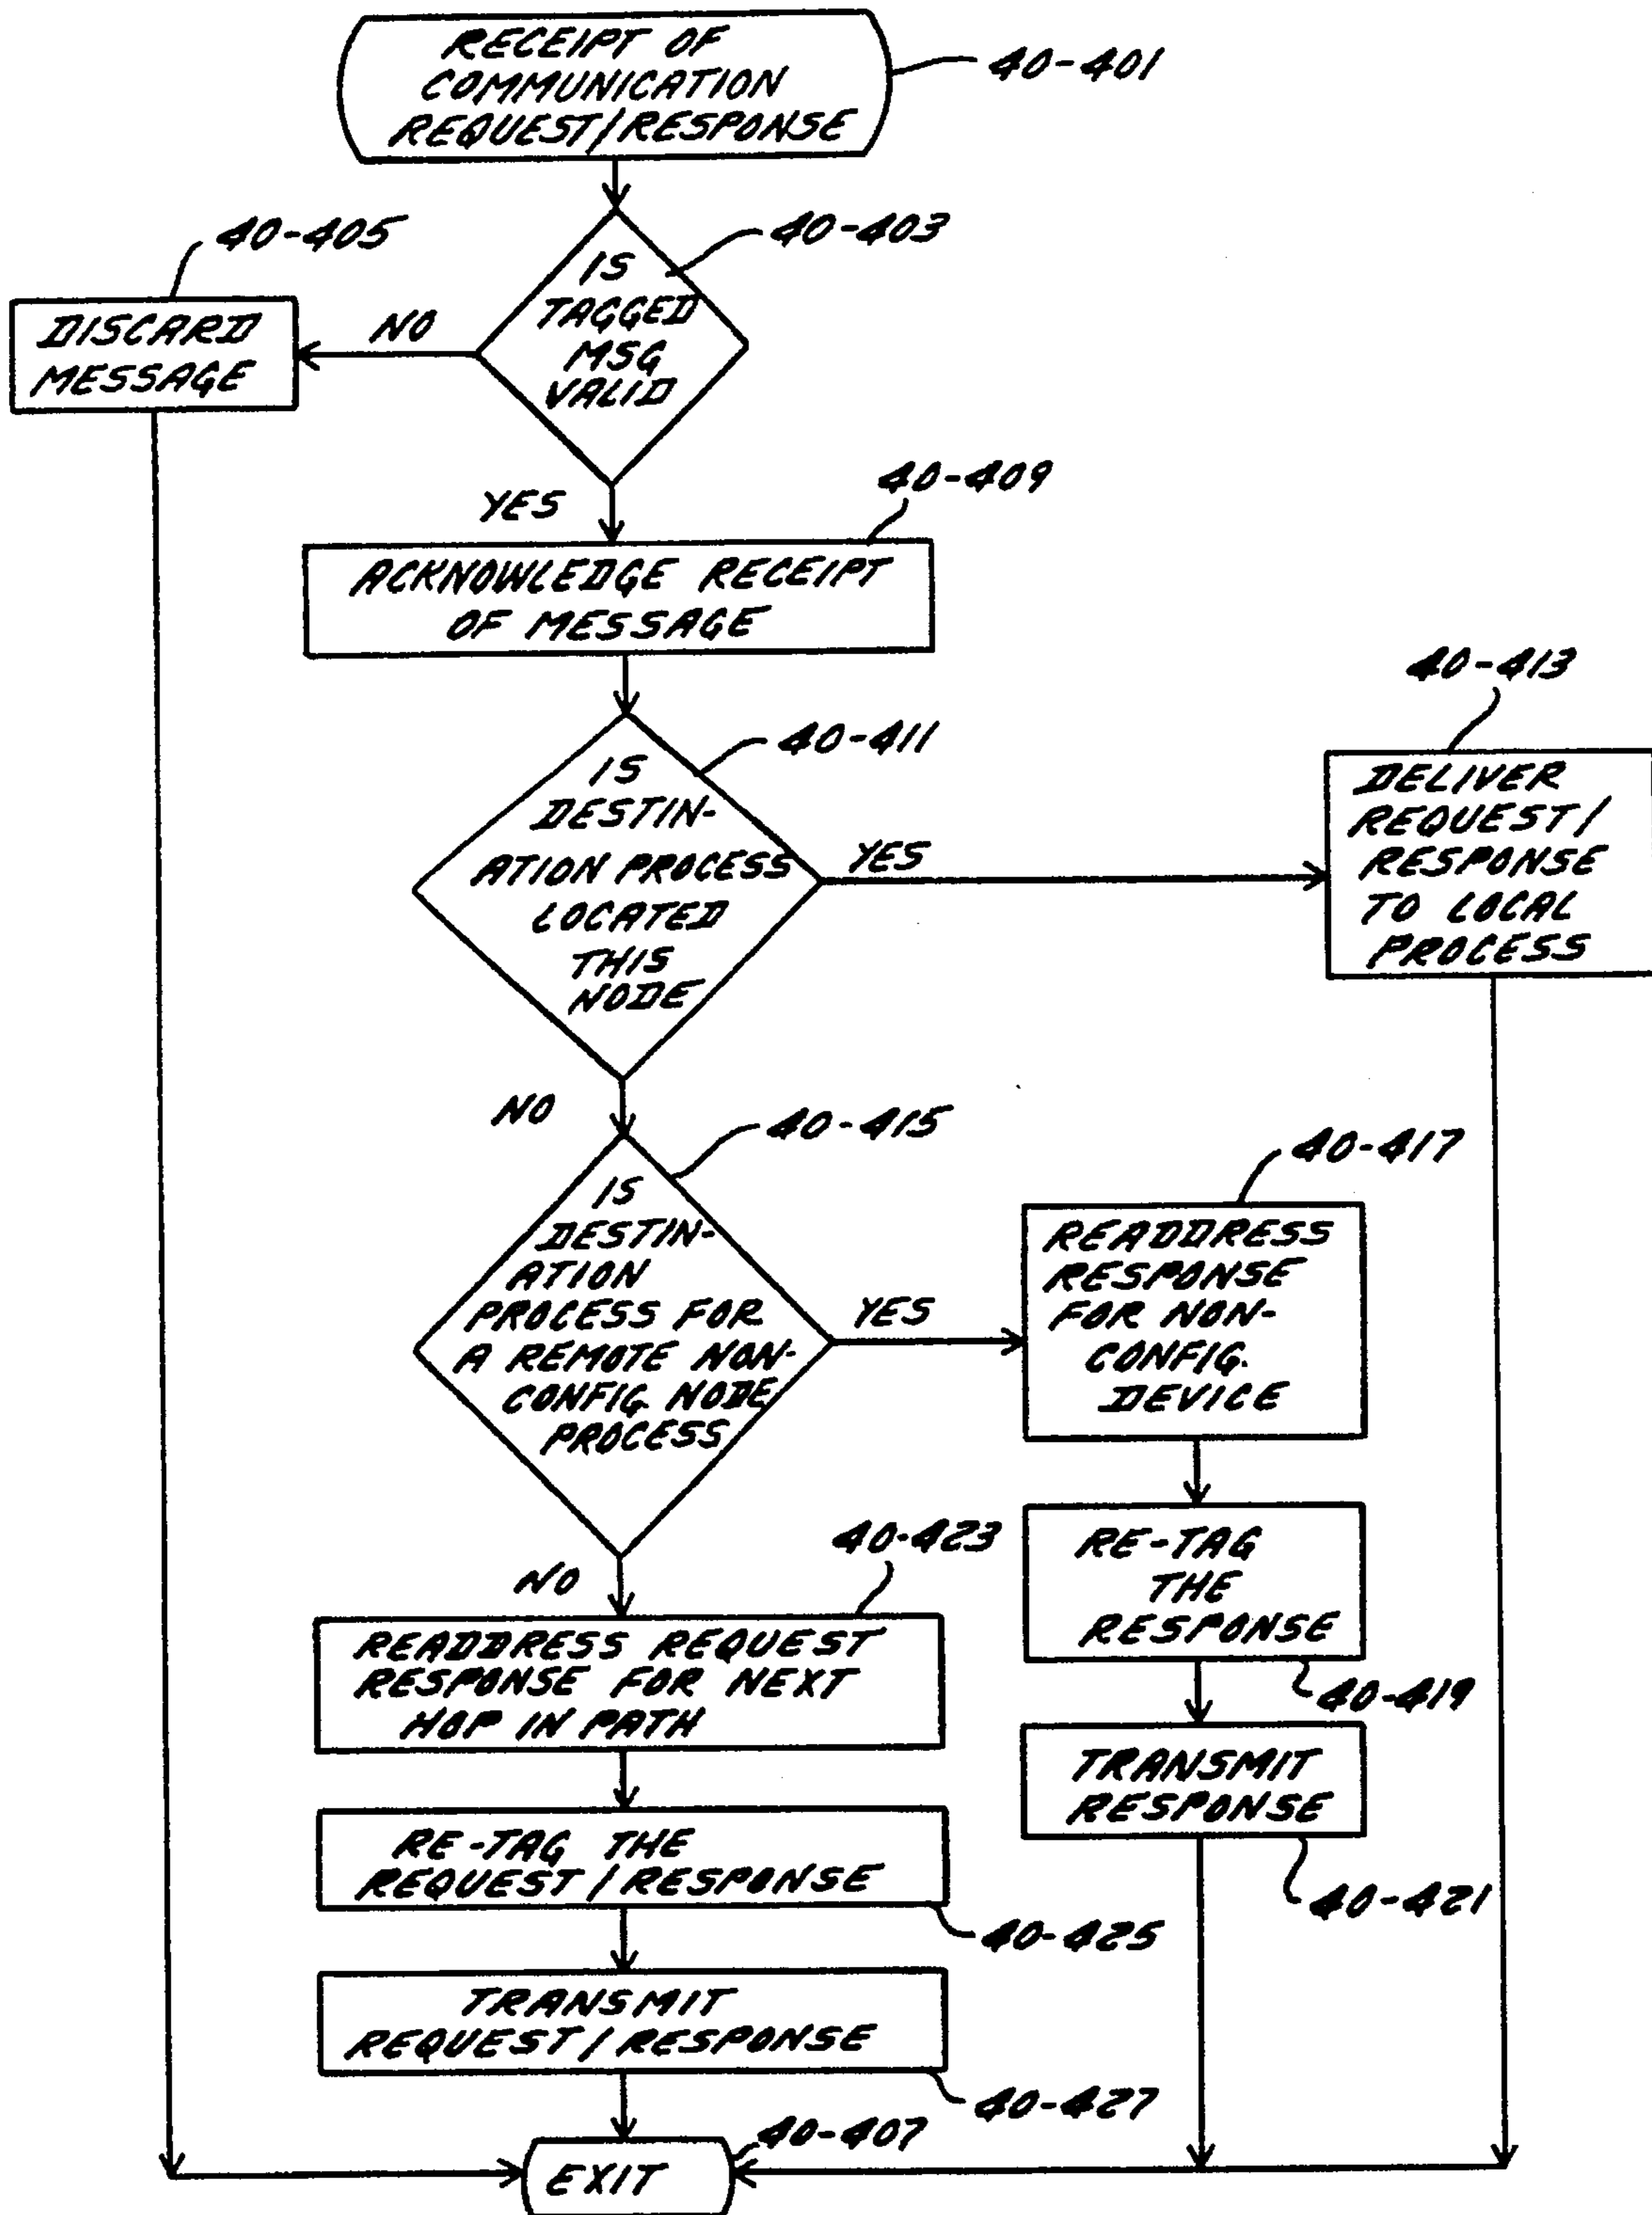 RECEIPT OF
COMMUNICATION
REQUEST/RESPONSE
40-401
40-403
IS
TAGGED
MSG
VALID
NO
40-405
DISCARD
MESSAGE
YES
40-409
ACKNOWLEDGE RECEIPT
OF MESSAGE
40-411
IS
DESTIN-
ATION PROCESS
LOCATED
THIS
NODE
YES
40-413
DELIVER
REQUEST/
RESPONSE
TO LOCAL
PROCESS
NO
40-415
IS
DESTIN-
ATION
PROCESS FOR
A REMOTE NON-
CONFIG. NODE
PROCESS
YES
40-417
READDRESS
RESPONSE
FOR NON-
CONFIG.
DEVICE
RE-TAG
THE
RESPONSE
40-419
TRANSMIT
RESPONSE
40-421
NO
40-423
READDRESS REQUEST
RESPONSE FOR NEXT
HOP IN PATH
RE-TAG THE
REQUEST/RESPONSE
40-425
TRANSMIT
REQUEST/RESPONSE
40-427
40-407
EXIT